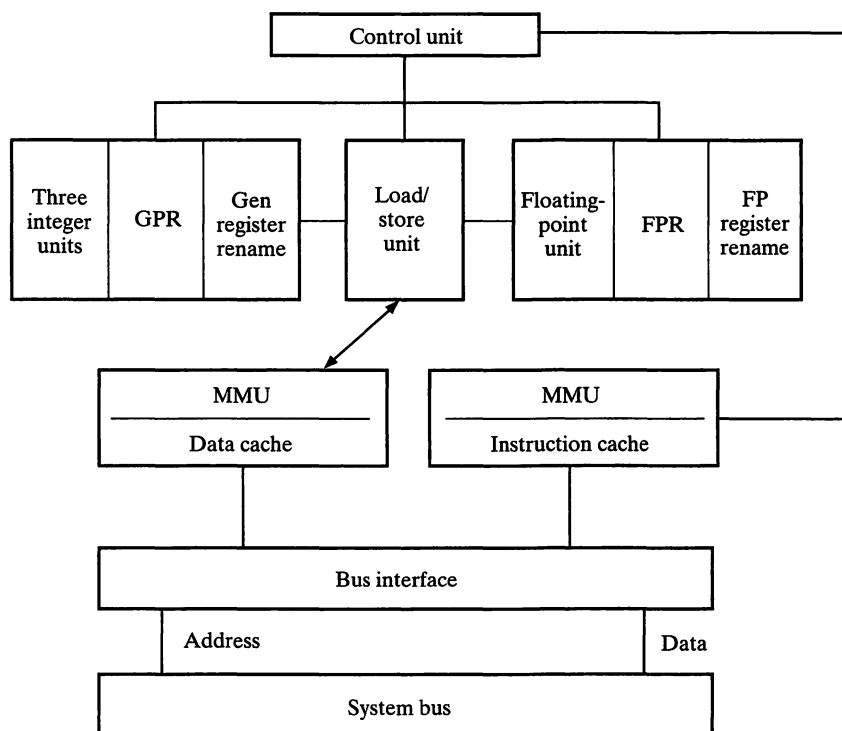 Control unit
Three
integer
units
GPR
Gen
register
rename
Load/
store
unit
Floating-
point
unit
FPR
FP
register
rename
MMU
Data cache
MMU
Instruction cache
Bus interface
Address
Data
System bus